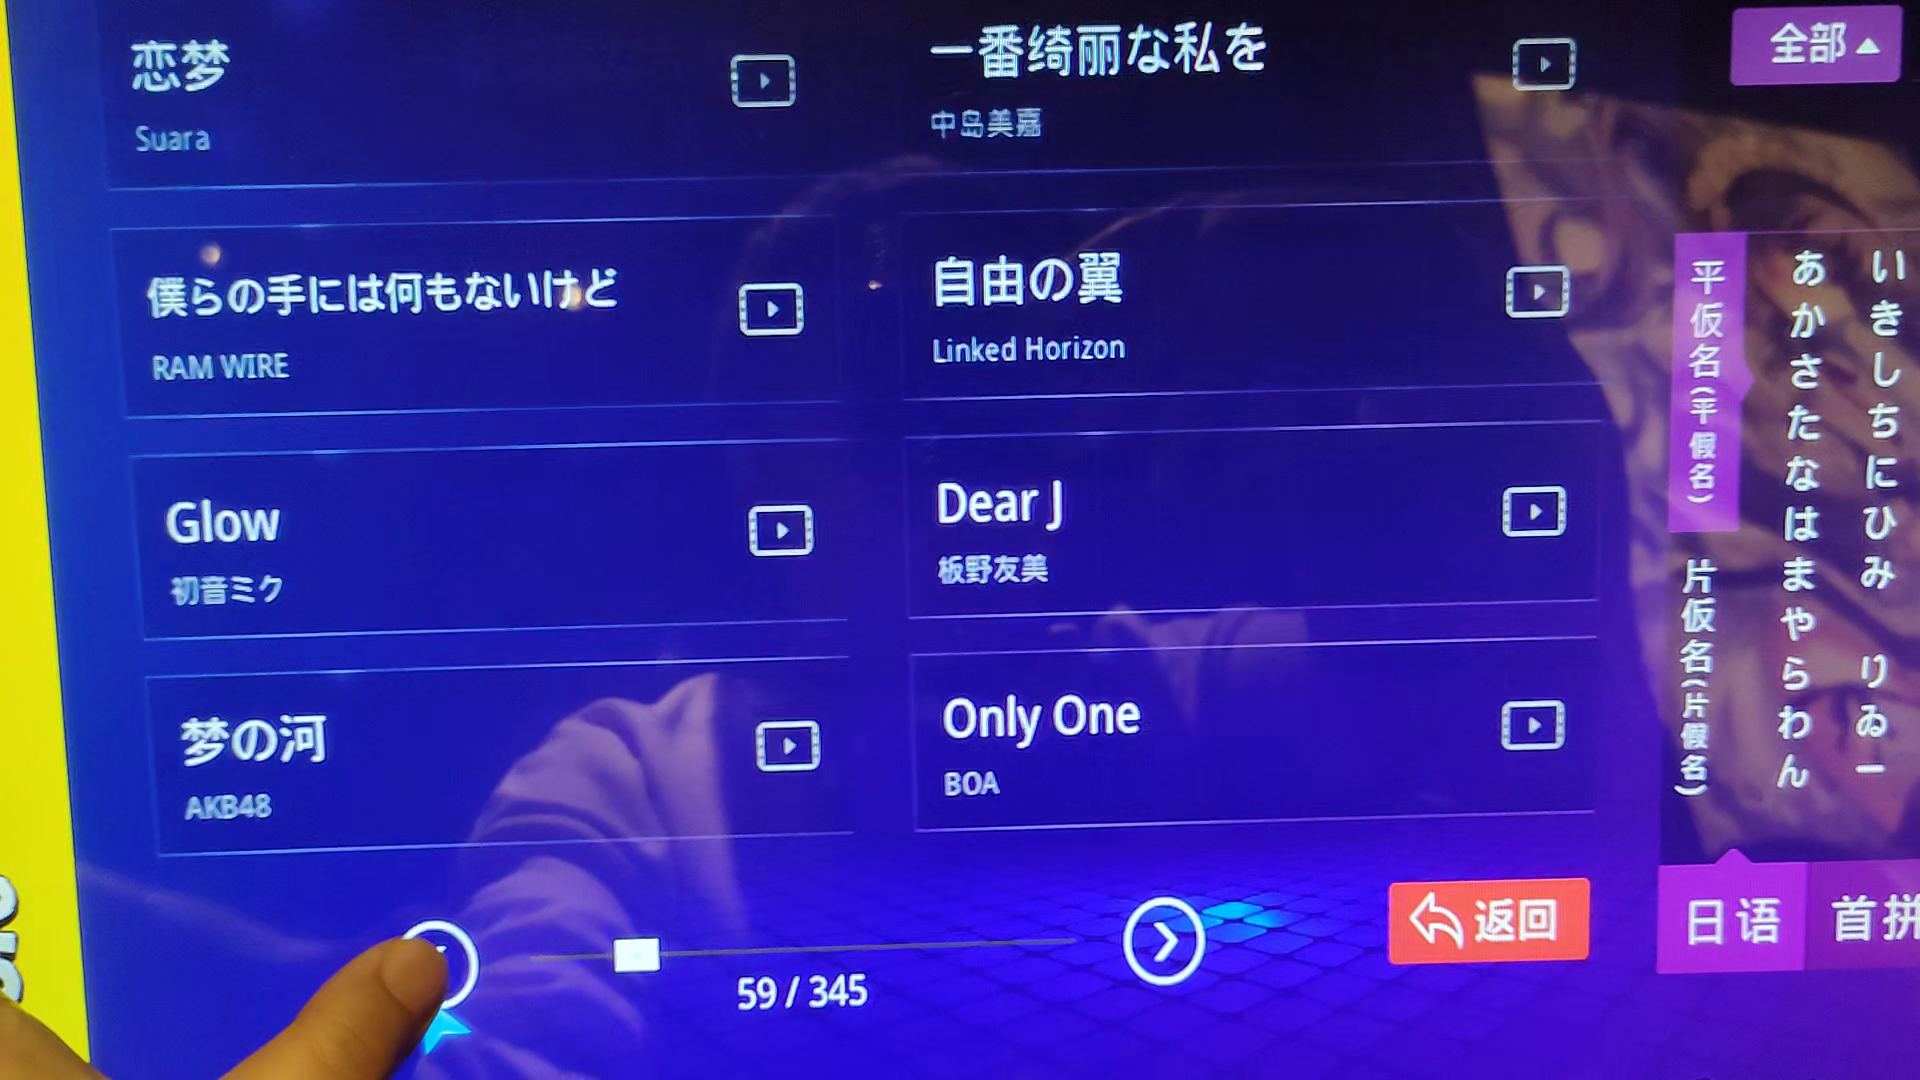 恋梦
Suara
一番绮丽な私を
中岛美嘉
僕らの手には何もないけど
RAM WIRE
自由の翼
Linked Horizon
Glow
初音ミク
Dear J
板野友美
梦の河
AKB48
Only One
BOA
59 / 345
返回
全部
平仮名(平假名)
片仮名(片假名)
あかさたなはまやらわん
いきしちにひみ りゐー
日语
首拼